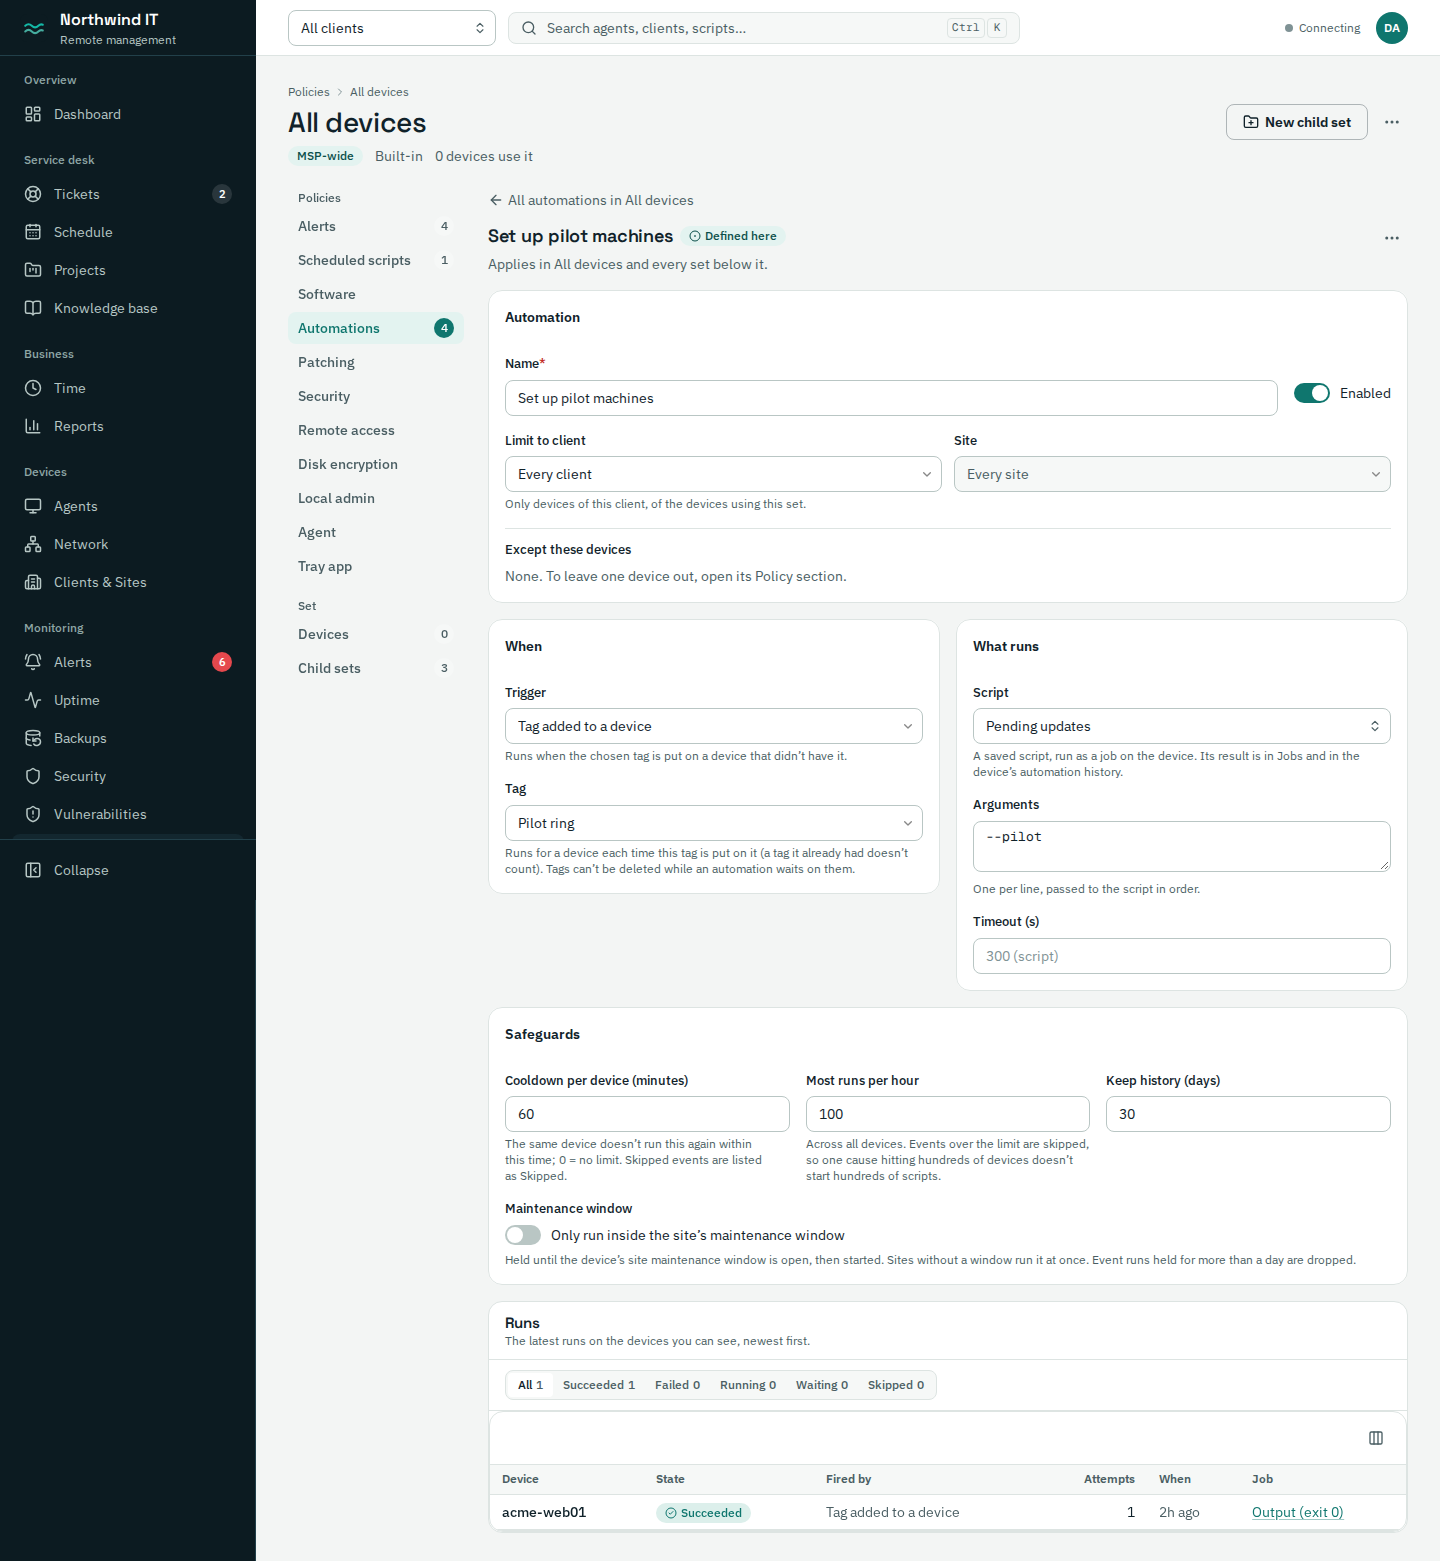 Northwind IT
Remote management
All clients
Search agents, clients, scripts...
Ctrl K
Connecting
DA
Overview
Dashboard
Service desk
Tickets 2
Schedule
Projects
Knowledge base
Business
Time
Reports
Devices
Agents
Network
Clients & Sites
Monitoring
Alerts 6
Uptime
Backups
Security
Vulnerabilities
Collapse
Policies > All devices
All devices
MSP-wide Built-in 0 devices use it
New child set
Policies
Alerts 4
Scheduled scripts 1
Software
Automations 4
Patching
Security
Remote access
Disk encryption
Local admin
Agent
Tray app
Set
Devices 0
Child sets 3
All automations in All devices
Set up pilot machines Defined here
Applies in All devices and every set below it.
Automation
Name*
Set up pilot machines
Enabled
Limit to client
Every client
Site
Every site
Only devices of this client, of the devices using this set.
Except these devices
None. To leave one device out, open its Policy section.
When
Trigger
Tag added to a device
Runs when the chosen tag is put on a device that didn’t have it.
Tag
Pilot ring
Runs for a device each time this tag is put on it (a tag it already had doesn’t
count). Tags can’t be deleted while an automation waits on them.
What runs
Script
Pending updates
A saved script, run as a job on the device. Its result is in Jobs and in the
device’s automation history.
Arguments
--pilot
One per line, passed to the script in order.
Timeout (s)
300 (script)
Safeguards
Cooldown per device (minutes)
60
The same device doesn’t run this again within
this time; 0 = no limit. Skipped events are listed
as Skipped.
Most runs per hour
100
Across all devices. Events over the limit are skipped,
so one cause hitting hundreds of devices doesn’t
start hundreds of scripts.
Keep history (days)
30
Maintenance window
Only run inside the site’s maintenance window
Held until the device’s site maintenance window is open, then started. Sites without a window run it at once. Event runs held for more than a day are dropped.
Runs
The latest runs on the devices you can see, newest first.
All 1 Succeeded 1 Failed 0 Running 0 Waiting 0 Skipped 0
Device State Fired by Attempts When Job
acme-web01 Succeeded Tag added to a device 1 2h ago Output (exit 0)